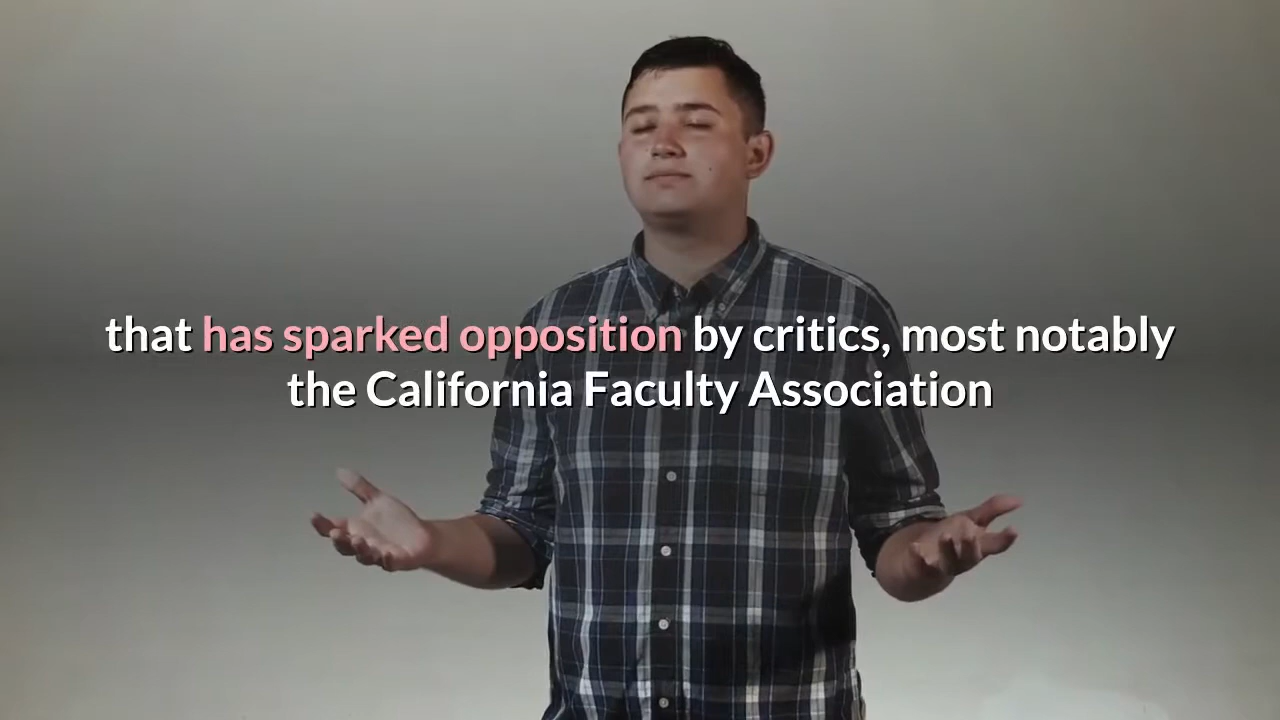 that has sparked opposition by critics, most notably
the California Faculty Association